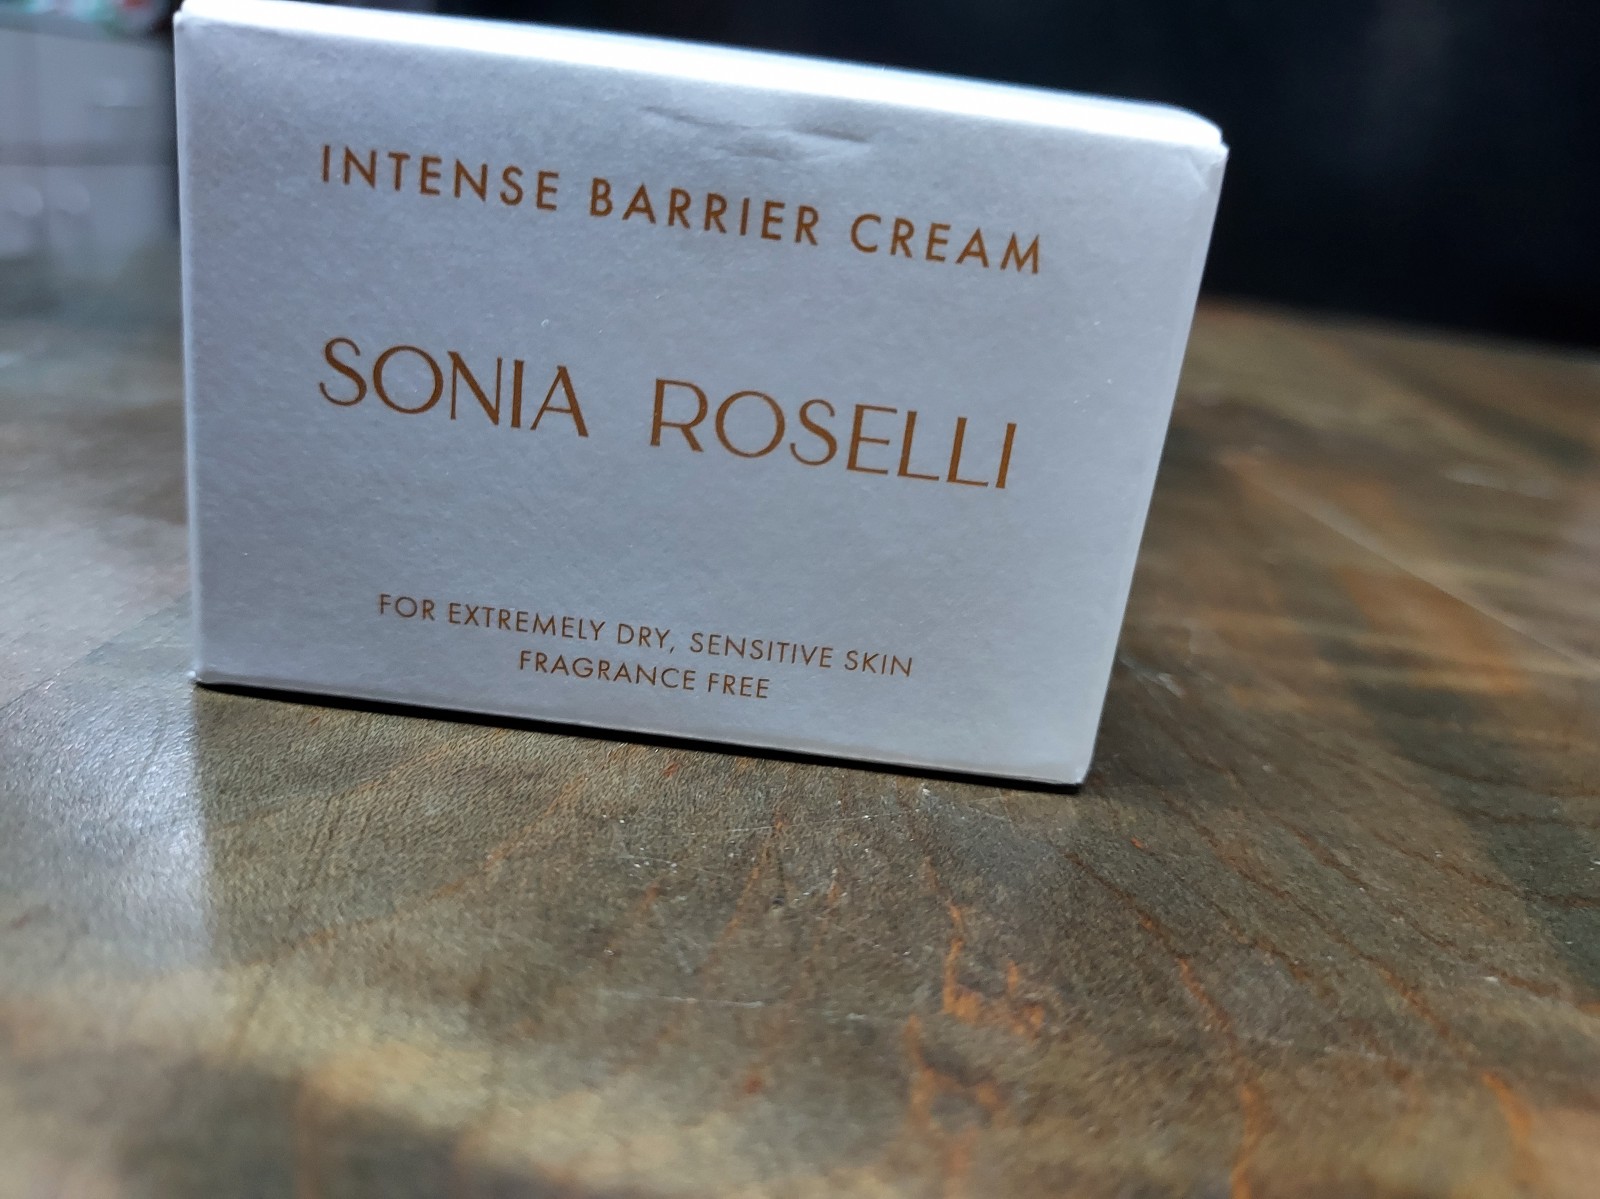 INTENSE BARRIER CREAM
SONIA ROSELLI
FOR EXTREMELY DRY, SENSITIVE SKIN
FRAGRANCE FREE